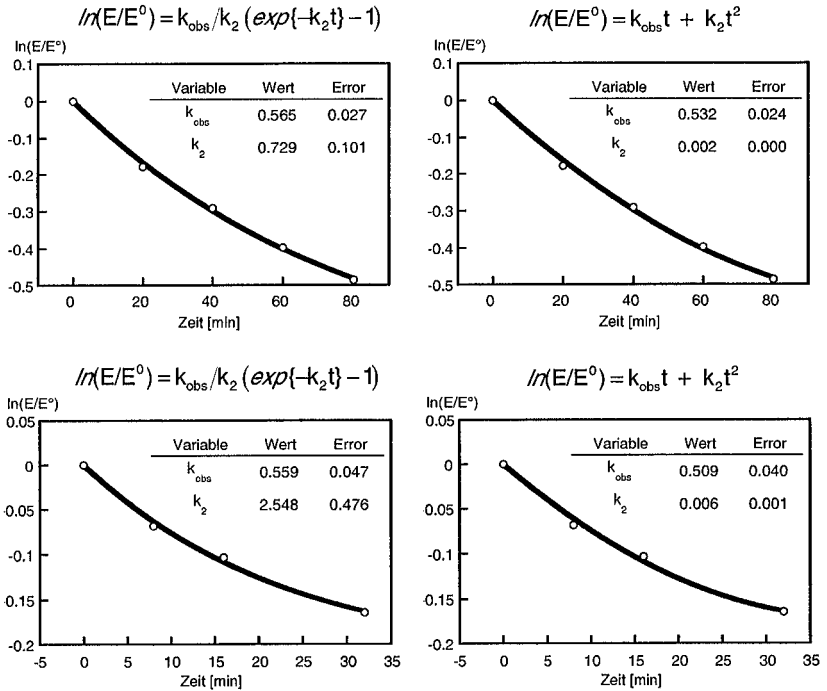 ln(E/E⁰) = k_obs/k₂ (exp{−k₂t} −1)
ln(E/E°)
0.1
0
-0.1
-0.2
-0.3
-0.4
-0.5
Variable Wert Error
k_obs 0.565 0.027
k₂ 0.729 0.101
0 20 40 60 80
Zeit [min]
ln(E/E⁰) = k_obs t + k₂t²
ln(E/E°)
0.1
0
-0.1
-0.2
-0.3
-0.4
-0.5
Variable Wert Error
k_obs 0.532 0.024
k₂ 0.002 0.000
0 20 40 60 80
Zeit [min]
ln(E/E⁰) = k_obs/k₂ (exp{−k₂t} −1)
ln(E/E°)
0.05
0
-0.05
-0.1
-0.15
-0.2
Variable Wert Error
k_obs 0.559 0.047
k₂ 2.548 0.476
-5 0 5 10 15 20 25 30 35
Zeit [min]
ln(E/E⁰) = k_obs t + k₂t²
ln(E/E°)
0.05
0
-0.05
-0.1
-0.15
-0.2
Variable Wert Error
k_obs 0.509 0.040
k₂ 0.006 0.001
-5 0 5 10 15 20 25 30 35
Zeit [min]